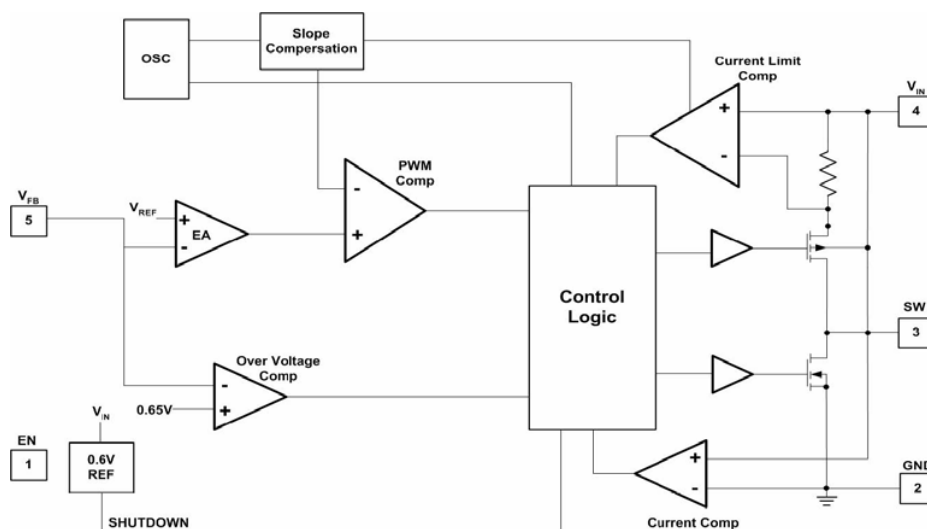 OSC
Slope
Compersation
Current Limit
Comp
VIN
4
+
-
PWM
Comp
-
+
VFB
5
VREF
+
EA
-
Control
Logic
SW
3
Over Voltage
Comp
-
0.65V
+
VIN
EN
1
0.6V
REF
+
-
GND
2
SHUTDOWN
Current Comp